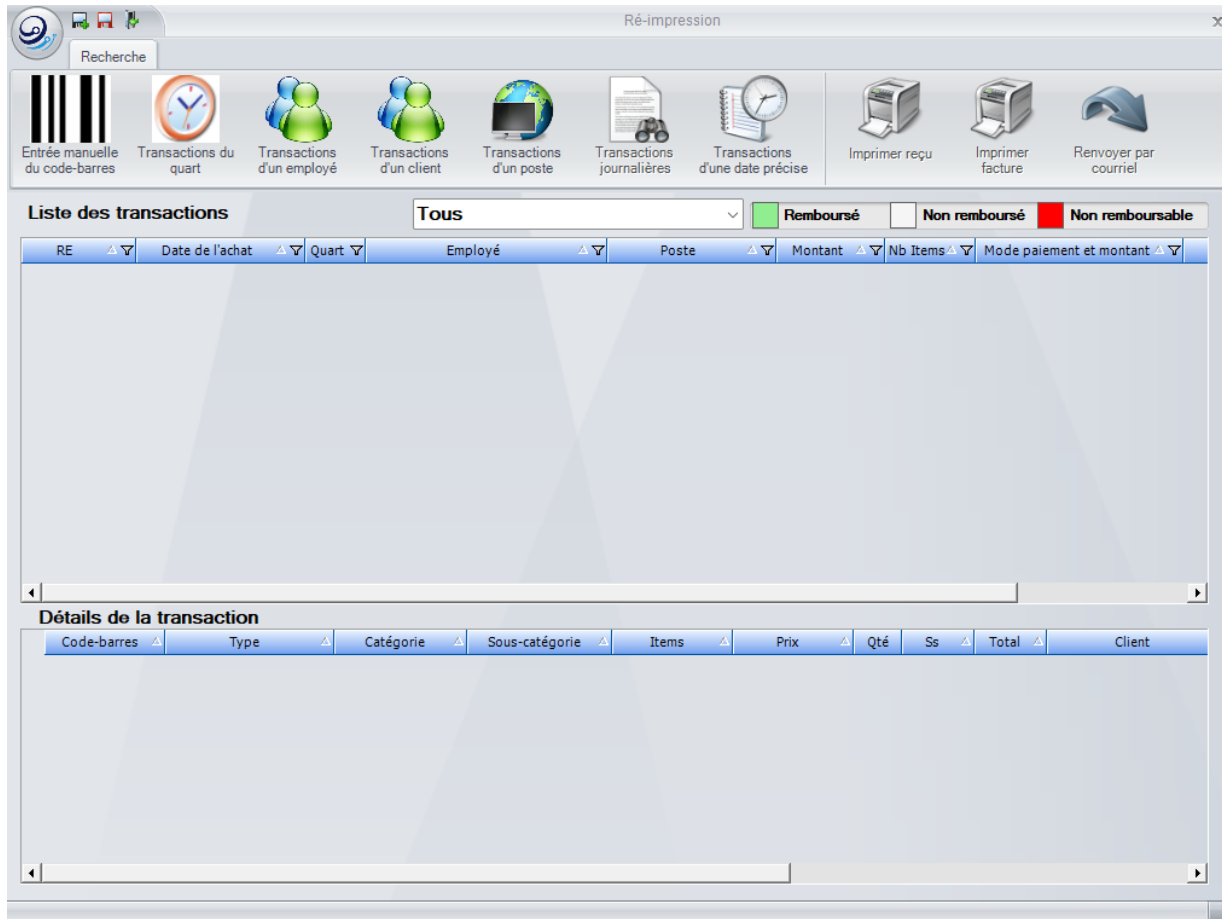 Ré-impression
Recherche
Entrée manuelle du code-barres
Transactions du quart
Transactions d'un employé
Transactions d'un client
Transactions d'un poste
Transactions journalières
Transactions d'une date précise
Imprimer reçu
Imprimer facture
Renvoyer par courriel
Liste des transactions
Tous
Remboursé
Non remboursé
Non remboursable
RE Date de l'achat Quart Employé Poste Montant Nb Items Mode paiement et montant
Détails de la transaction
Code-barres Type Catégorie Sous-catégorie Items Prix Qté Ss Total Client